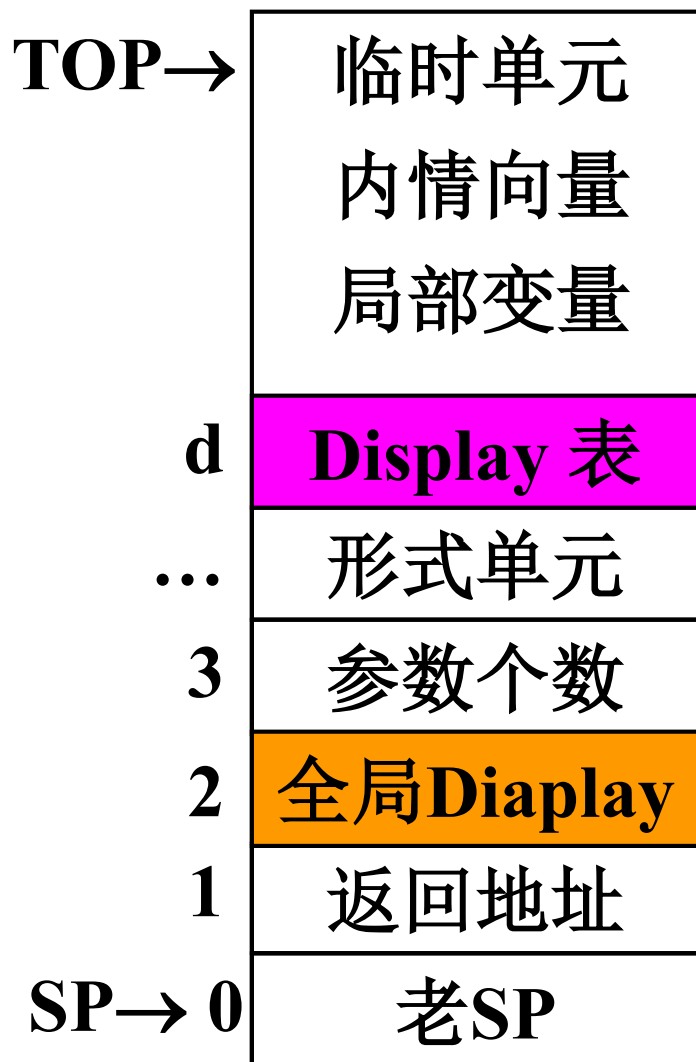 TOP→ 临时单元
内情向量
局部变量
d Display 表
… 形式单元
3 参数个数
2 全局Diaplay
1 返回地址
SP→ 0 老SP